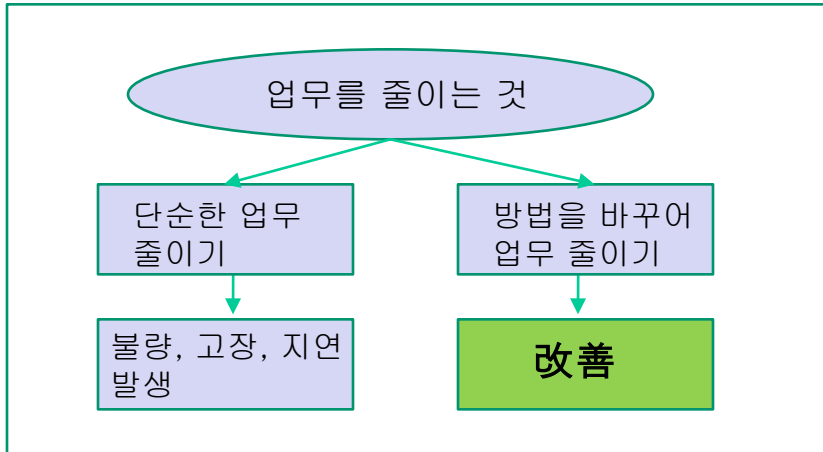 업무를 줄이는 것
단순한 업무
줄이기
방법을 바꾸어
업무 줄이기
불량, 고장, 지연
발생
改善